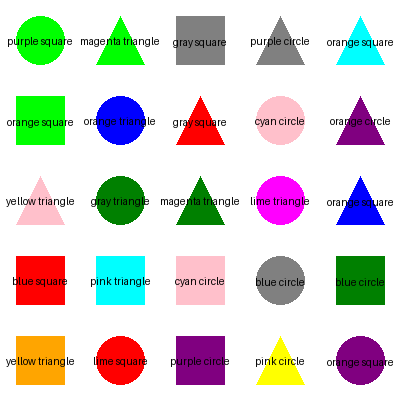 purple square
magenta triangle
gray square
purple circle
orange square
orange square
orange triangle
gray square
cyan circle
orange circle
yellow triangle
gray triangle
magenta triangle
lime triangle
orange square
blue square
pink triangle
cyan circle
blue circle
blue circle
yellow triangle
lime square
purple circle
pink circle
orange square